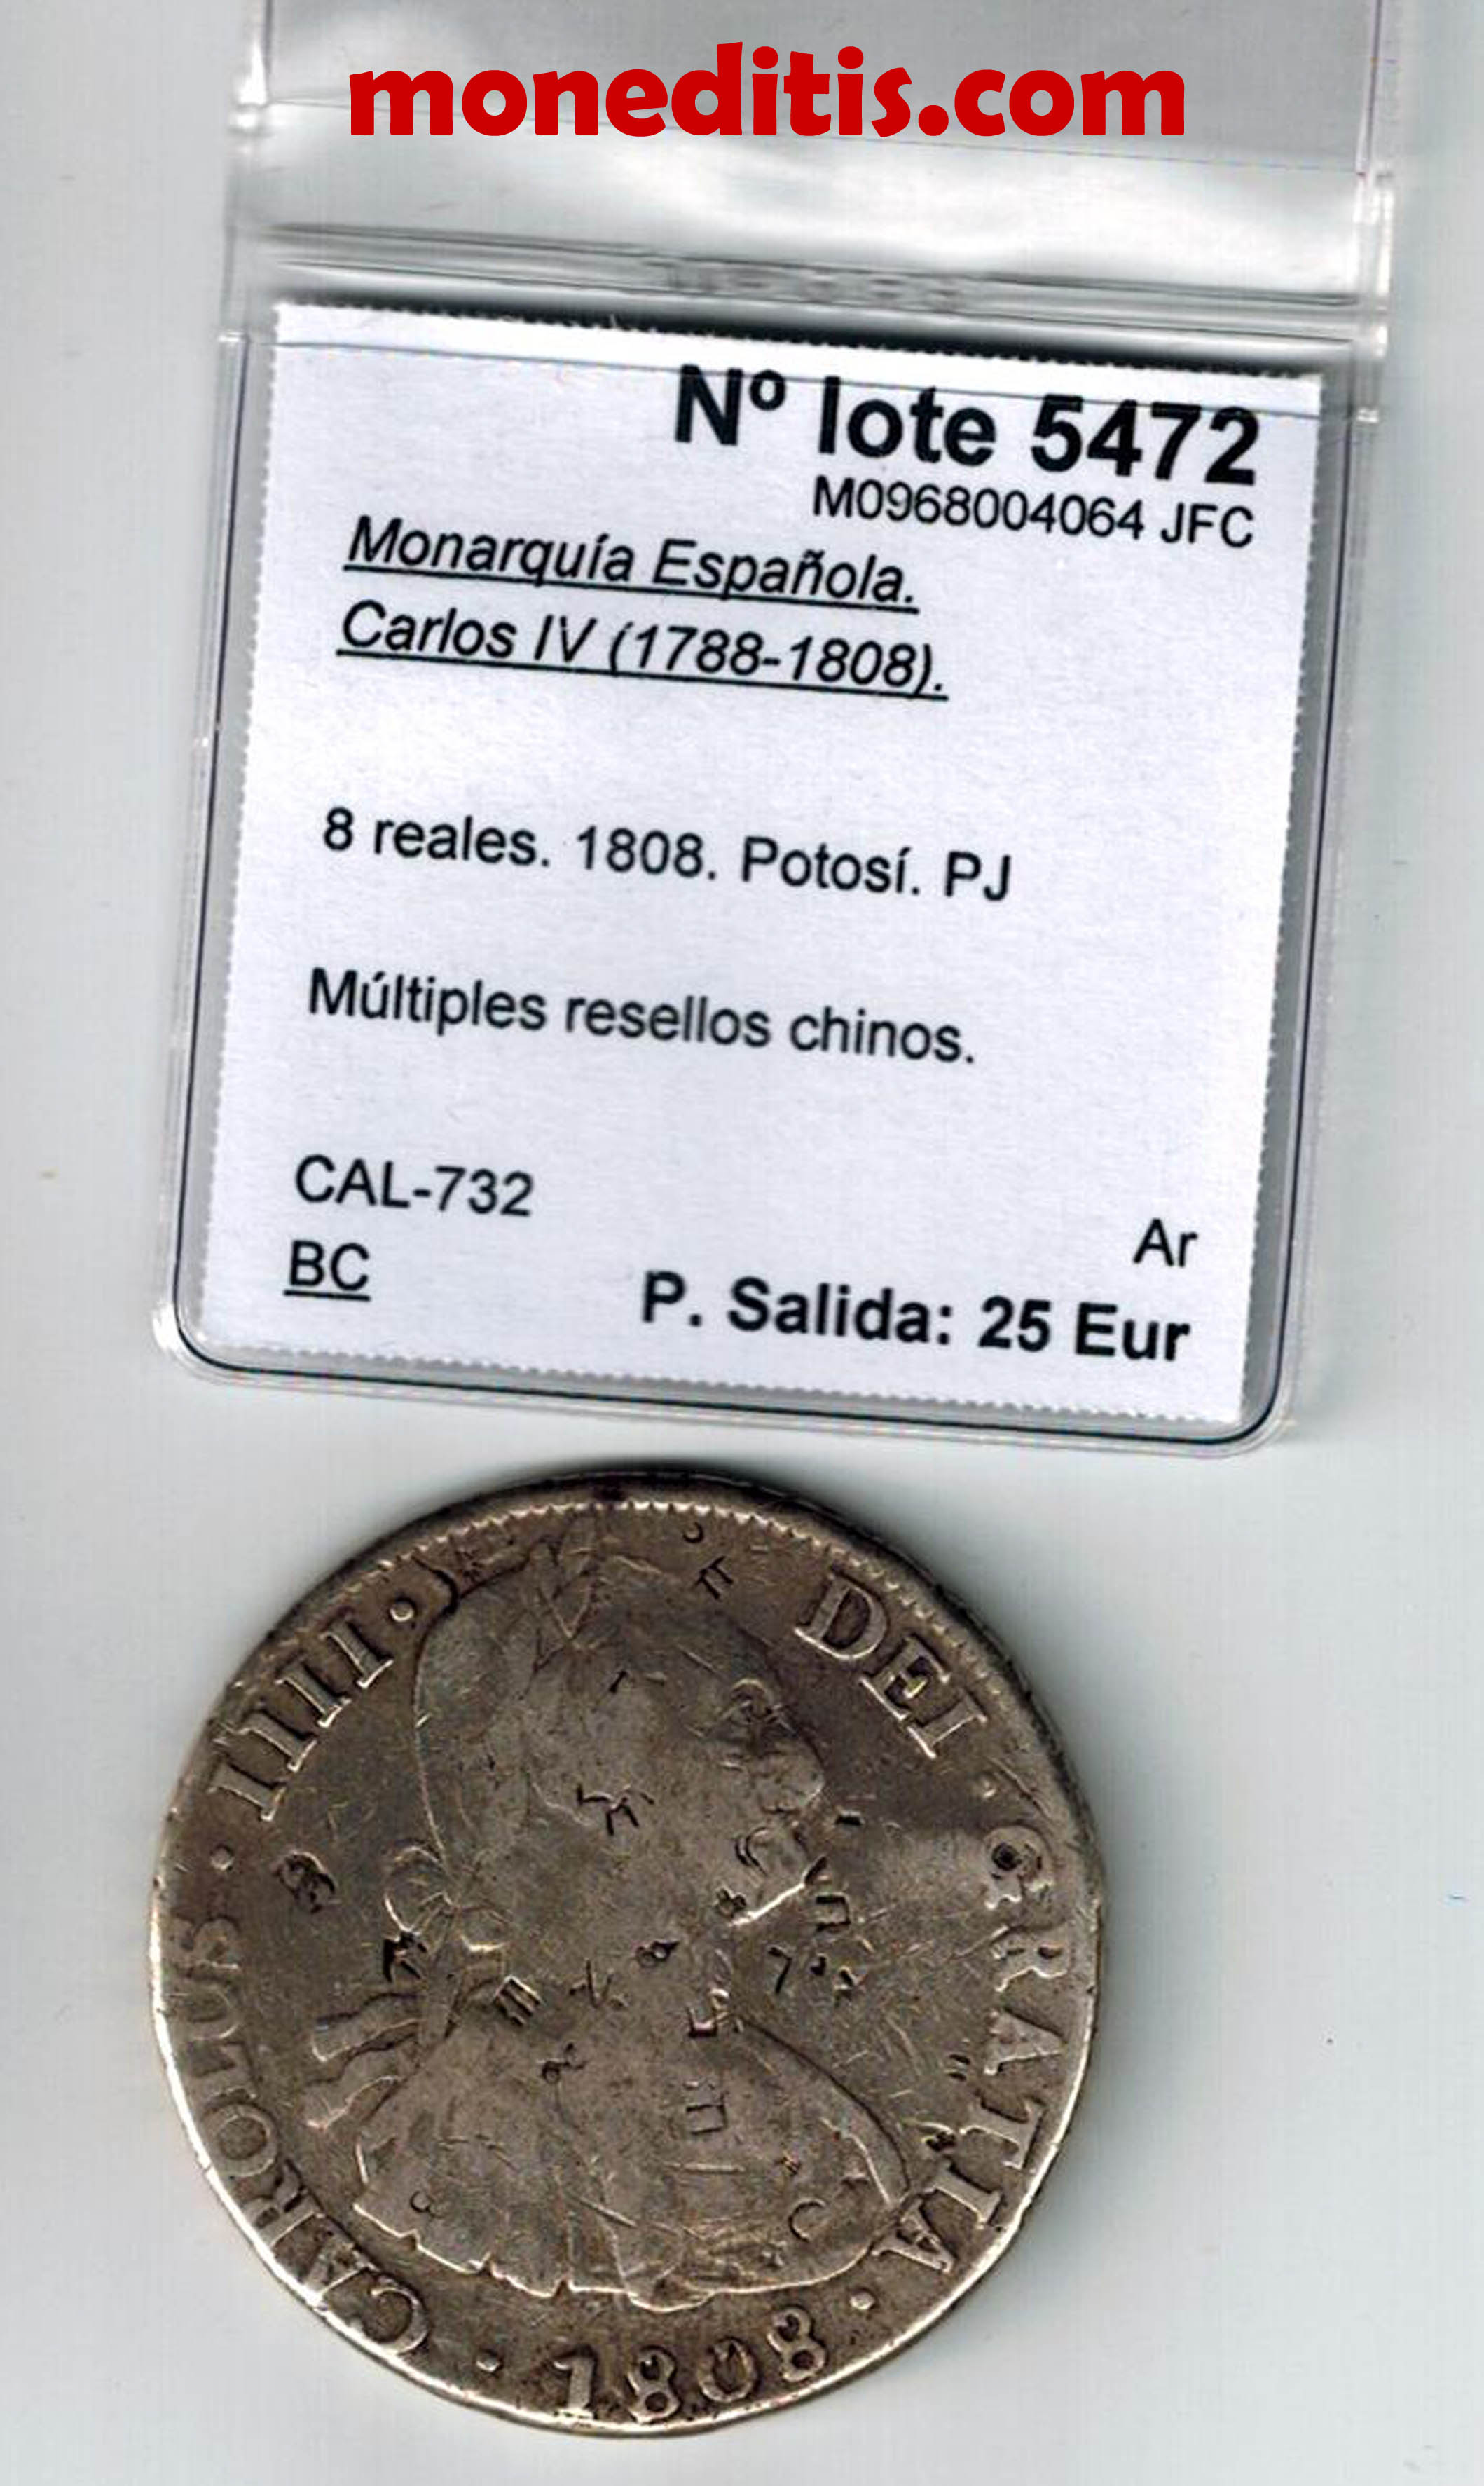 moneditis.com
Nº lote 5472
M0968004064 JFC
Monarquía Española.
Carlos IV (1788-1808).
8 reales. 1808. Potosí. PJ
Múltiples resellos chinos.
CAL-732
Ar
BC
P. Salida: 25 Eur
CAROLUS · IIII · DEI · GRATIA · 1808 ·